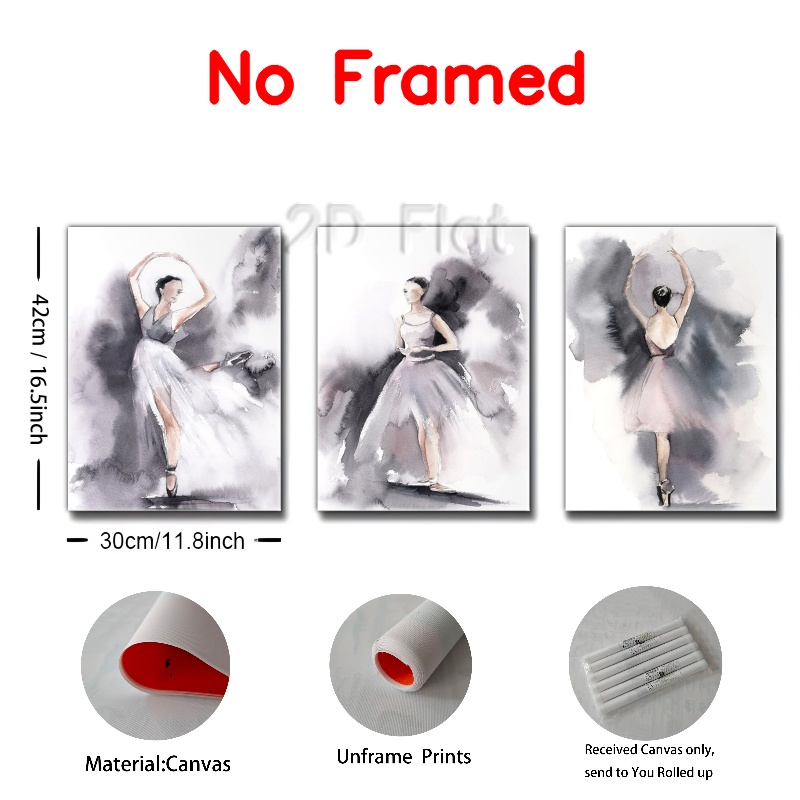 No Framed
2D Flat
42cm / 16.5inch
30cm/11.8inch
Material:Canvas
Unframe Prints
Received Canvas only,
send to You Rolled up